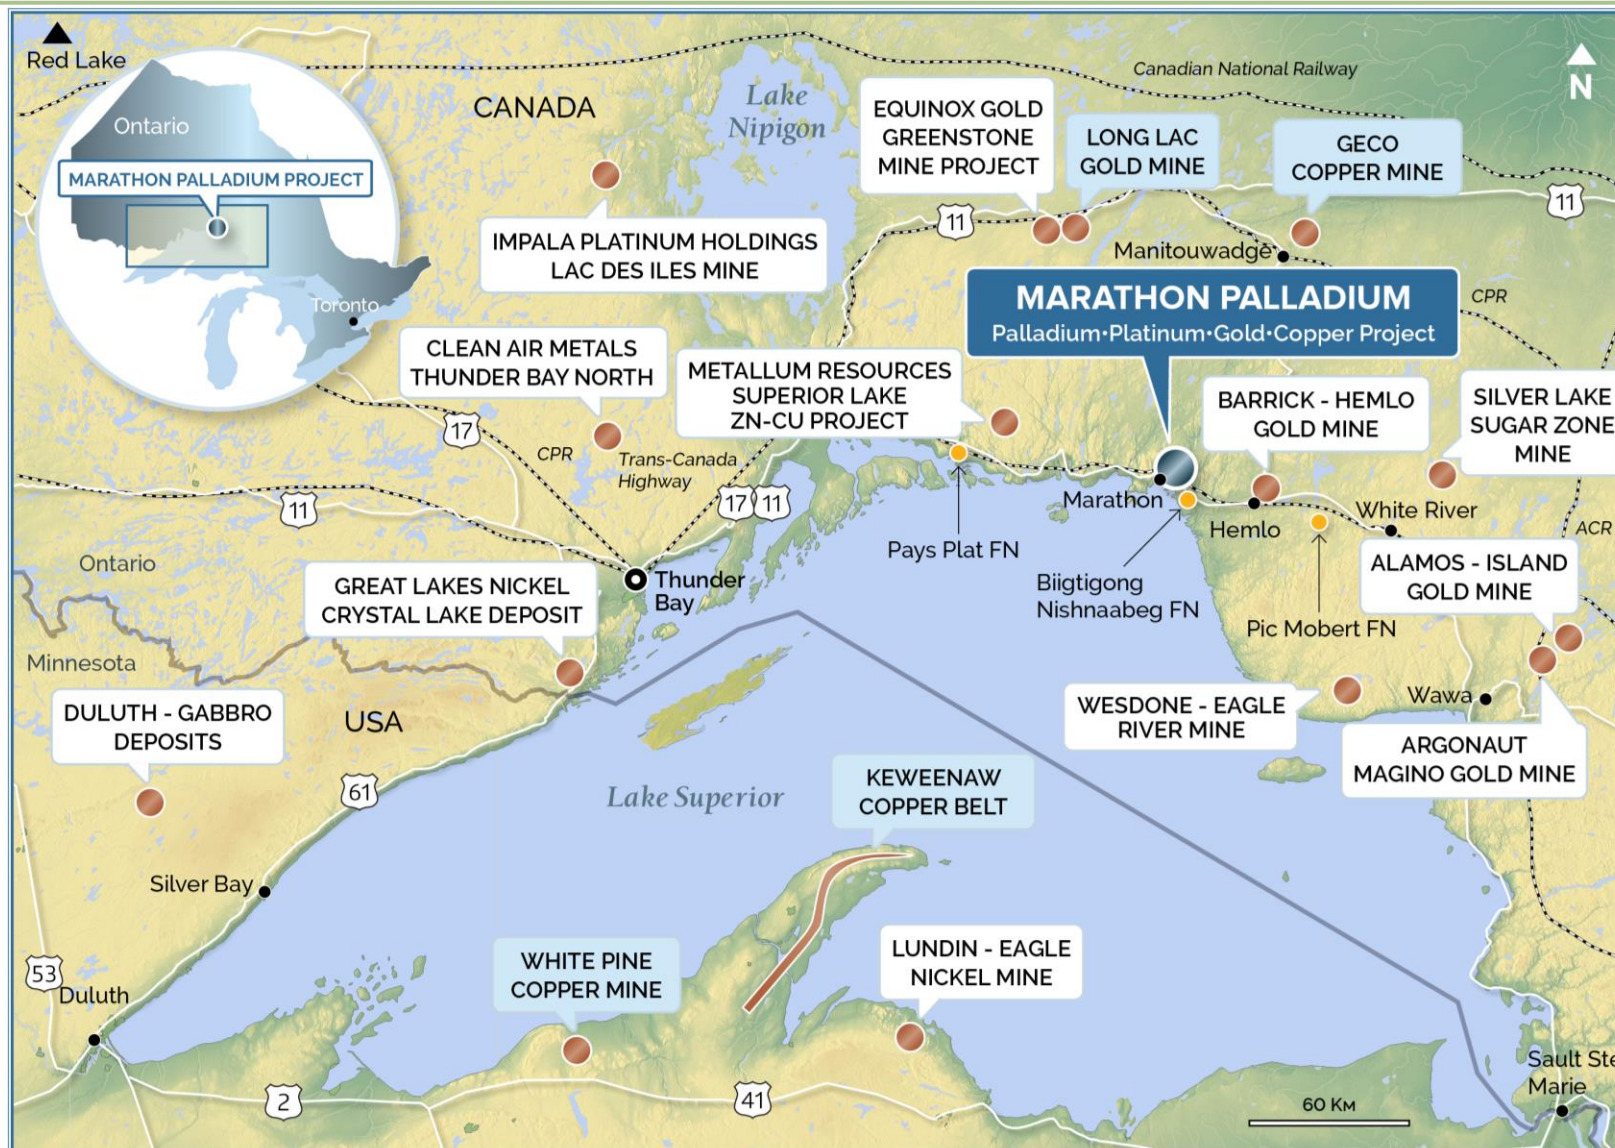 Red Lake
Ontario
MARATHON PALLADIUM PROJECT
Toronto
CANADA
Lake
Nipigon
Canadian National Railway
N
EQUINOX GOLD
GREENSTONE
MINE PROJECT
LONG LAC
GOLD MINE
GECO
COPPER MINE
11
11
IMPALA PLATINUM HOLDINGS
LAC DES ILES MINE
Manitouwadge
MARATHON PALLADIUM
Palladium•Platinum•Gold•Copper Project
CPR
CLEAN AIR METALS
THUNDER BAY NORTH
METALLUM RESOURCES
SUPERIOR LAKE
ZN-CU PROJECT
BARRICK - HEMLO
GOLD MINE
SILVER LAKE
SUGAR ZONE
MINE
17
CPR
Trans-Canada
Highway
17
11
11
Marathon
Hemlo
White River
ACR
Pays Plat FN
Biigtigong
Nishnaabeg FN
Pic Mobert FN
ALAMOS - ISLAND
GOLD MINE
Ontario
Minnesota
GREAT LAKES NICKEL
CRYSTAL LAKE DEPOSIT
Thunder
Bay
USA
DULUTH - GABBRO
DEPOSITS
WESDONE - EAGLE
RIVER MINE
Wawa
ARGONAUT
MAGINO GOLD MINE
61
Lake Superior
KEWEENAW
COPPER BELT
Silver Bay
53
Duluth
WHITE PINE
COPPER MINE
LUNDIN - EAGLE
NICKEL MINE
2
41
60 KM
Sault Ste
Marie